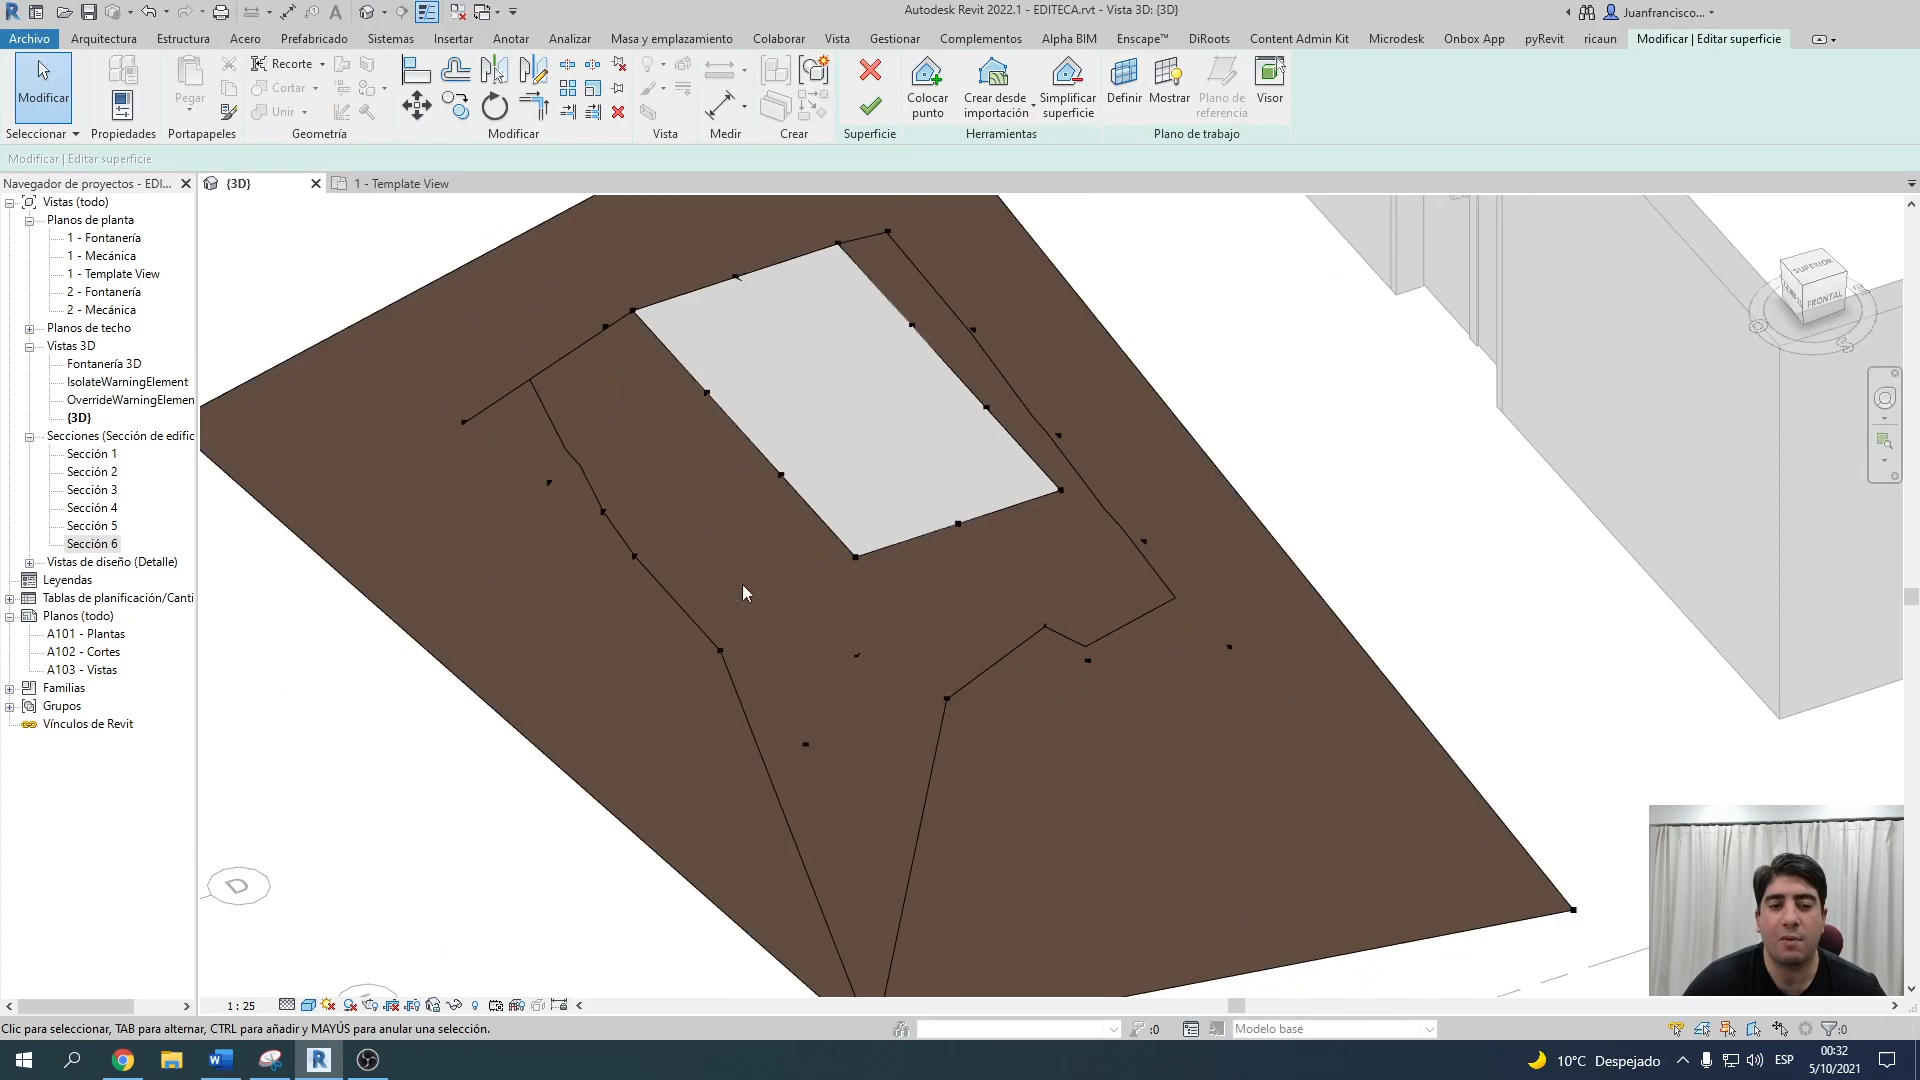 Autodesk Revit 2022.1 - EDITECA.rvt - Vista 3D: {3D}
Juanfrancisco...
Archivo Arquitectura Estructura Acero Prefabricado Sistemas Insertar Anotar Analizar Masa y emplazamiento Colaborar Vista Gestionar Complementos Alpha BIM Enscape™ DiRoots Content Admin Kit Microdesk Onbox App pyRevit ricaun Modificar | Editar superficie
Modificar
Pegar
Recorte
Cortar
Unir
Colocar punto
Crear desde importación
Simplificar superficie
Definir
Mostrar
Plano de referencia
Visor
Seleccionar Propiedades Portapapeles Geometría Modificar Vista Medir Crear Superficie Herramientas Plano de trabajo
Modificar | Editar superficie
Navegador de proyectos - EDI...
{3D}
1 - Template View
Vistas (todo)
Planos de planta
1 - Fontanería
1 - Mecánica
1 - Template View
2 - Fontanería
2 - Mecánica
Planos de techo
Vistas 3D
Fontanería 3D
IsolateWarningElement
OverrideWarningElemen
{3D}
Secciones (Sección de edific
Sección 1
Sección 2
Sección 3
Sección 4
Sección 5
Sección 6
Vistas de diseño (Detalle)
Leyendas
Tablas de planificación/Canti
Planos (todo)
A101 - Plantas
A102 - Cortes
A103 - Vistas
Familias
Grupos
Vínculos de Revit
SUPERIOR
FRONTAL
D
1 : 25
Clic para seleccionar, TAB para alternar, CTRL para añadir y MAYÚS para anular una selección.
:0
Modelo base
:0
10°C Despejado
ESP
00:32
5/10/2021